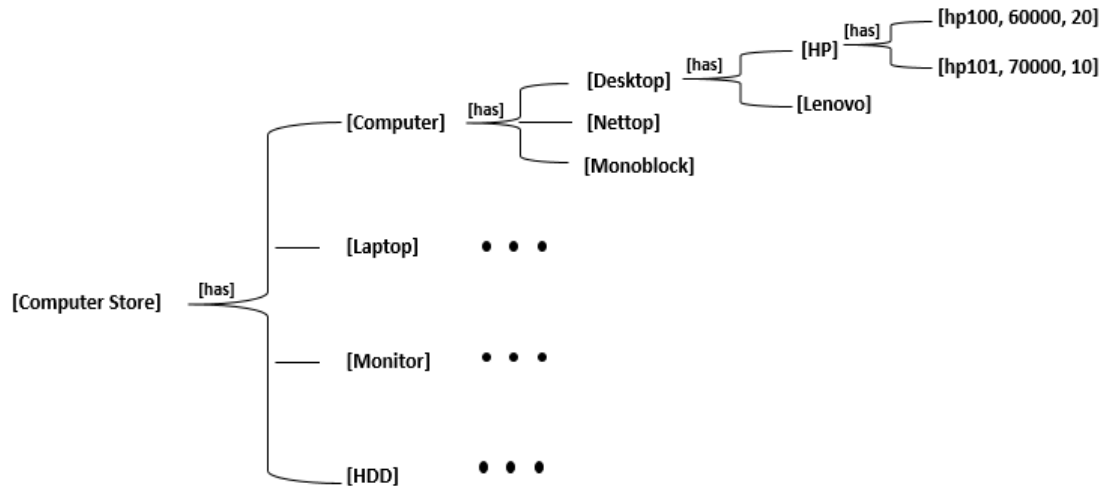 [hp100, 60000, 20]
[has]
[HP]
[has]
[hp101, 70000, 10]
[Desktop]
[has]
[Lenovo]
[Computer]
[Nettop]
[Monoblock]
[Laptop]
[has]
[Computer Store]
[Monitor]
[HDD]